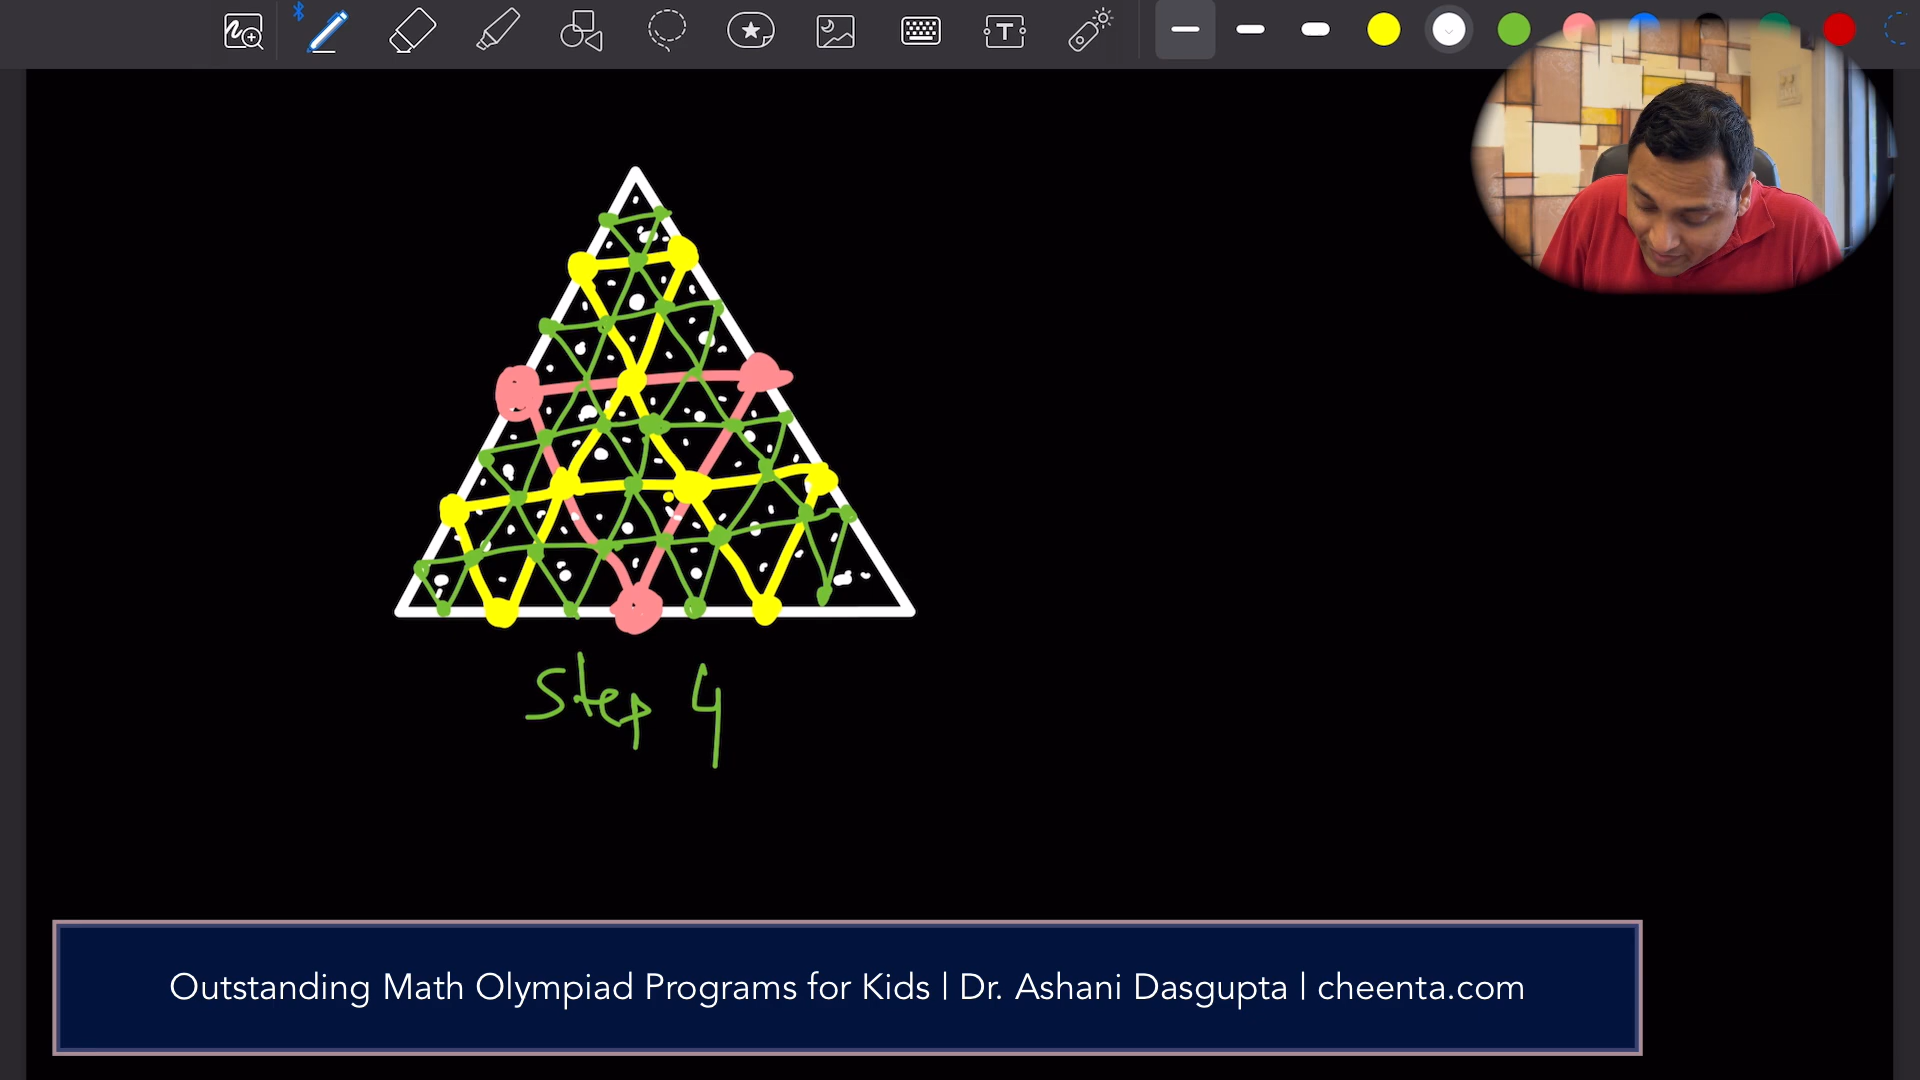 T
Step 4
Outstanding Math Olympiad Programs for Kids | Dr. Ashani Dasgupta | cheenta.com